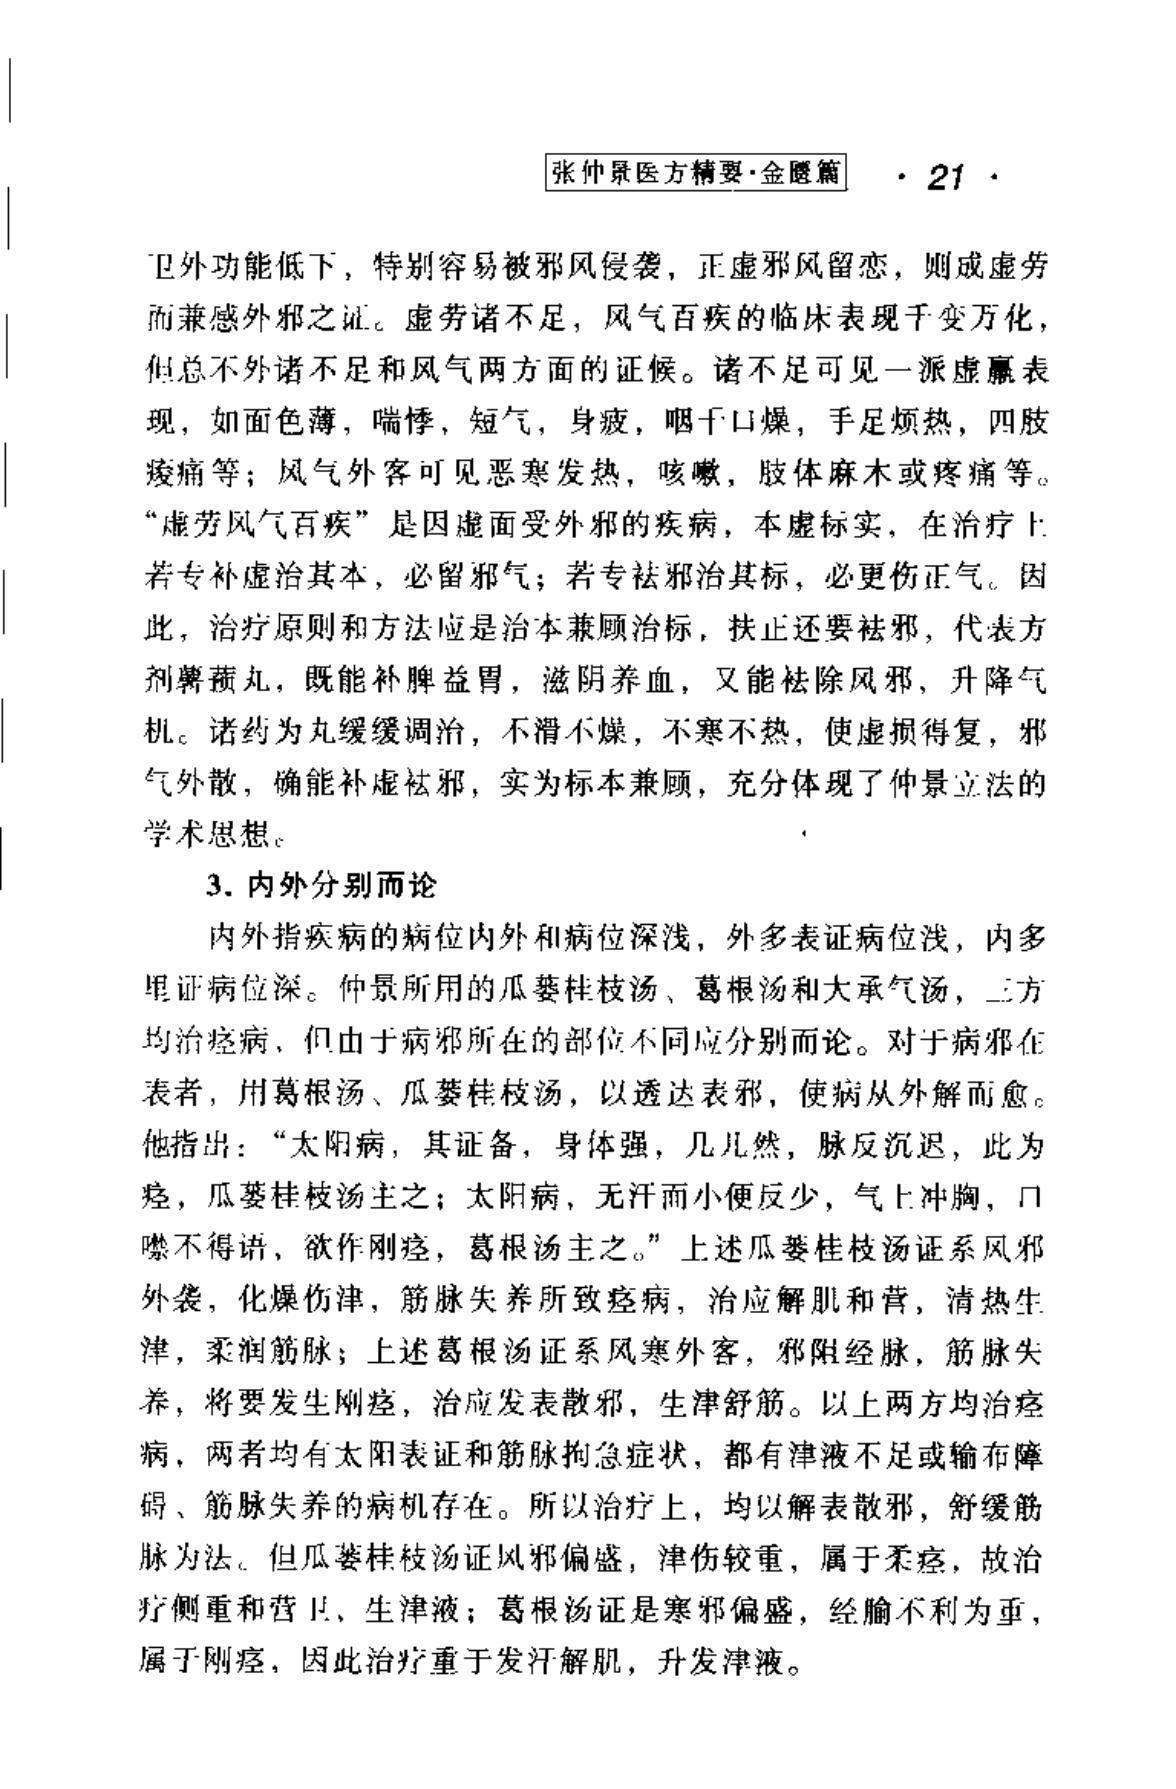 张仲景医方精要·金匮篇 · 21 ·
卫外功能低下，特别容易被邪风侵袭，正虚邪风留恋，则成虚劳
而兼感外邪之证。虚劳诸不足，风气百疾的临床表现千变万化，
但总不外诸不足和风气两方面的证候。诸不足可见一派虚羸表
现，如面色薄，喘悸，短气，身疲，咽干口燥，手足烦热，四肢
痠痛等；风气外客可见恶寒发热，咳嗽，肢体麻木或疼痛等。
“虚劳风气百疾”是因虚面受外邪的疾病，本虚标实，在治疗上
若专补虚治其本，必留邪气；若专祛邪治其标，必更伤正气。因
此，治疗原则和方法应是治本兼顾治标，扶正还要祛邪，代表方
剂薯蓣丸，既能补脾益胃，滋阴养血，又能祛除风邪，升降气
机。诸药为丸缓缓调治，不滑不燥，不寒不热，使虚损得复，邪
气外散，确能补虚祛邪，实为标本兼顾，充分体现了仲景立法的
学术思想。
3. 内外分别而论
内外指疾病的病位内外和病位深浅，外多表证病位浅，内多
里证病位深。仲景所用的瓜蒌桂枝汤、葛根汤和大承气汤，三方
均治痉病，但由于病邪所在的部位不同应分别而论。对于病邪在
表者，用葛根汤、瓜蒌桂枝汤，以透达表邪，使病从外解而愈。
他指出：“太阳病，其证备，身体强，几几然，脉反沉迟，此为
痉，瓜蒌桂枝汤主之；太阳病，无汗而小便反少，气上冲胸，口
噤不得语，欲作刚痉，葛根汤主之。”上述瓜蒌桂枝汤证系风邪
外袭，化燥伤津，筋脉失养所致痉病，治应解肌和营，清热生
津，柔润筋脉；上述葛根汤证系风寒外客，邪阻经脉，筋脉失
养，将要发生刚痉，治应发表散邪，生津舒筋。以上两方均治痉
病，两者均有太阳表证和筋脉拘急症状，都有津液不足或输布障
碍、筋脉失养的病机存在。所以治疗上，均以解表散邪，舒缓筋
脉为法。但瓜蒌桂枝汤证风邪偏盛，津伤较重，属于柔痉，故治
疗侧重和营卫，生津液；葛根汤证是寒邪偏盛，经腧不利为重，
属于刚痉，因此治疗重于发汗解肌，升发津液。